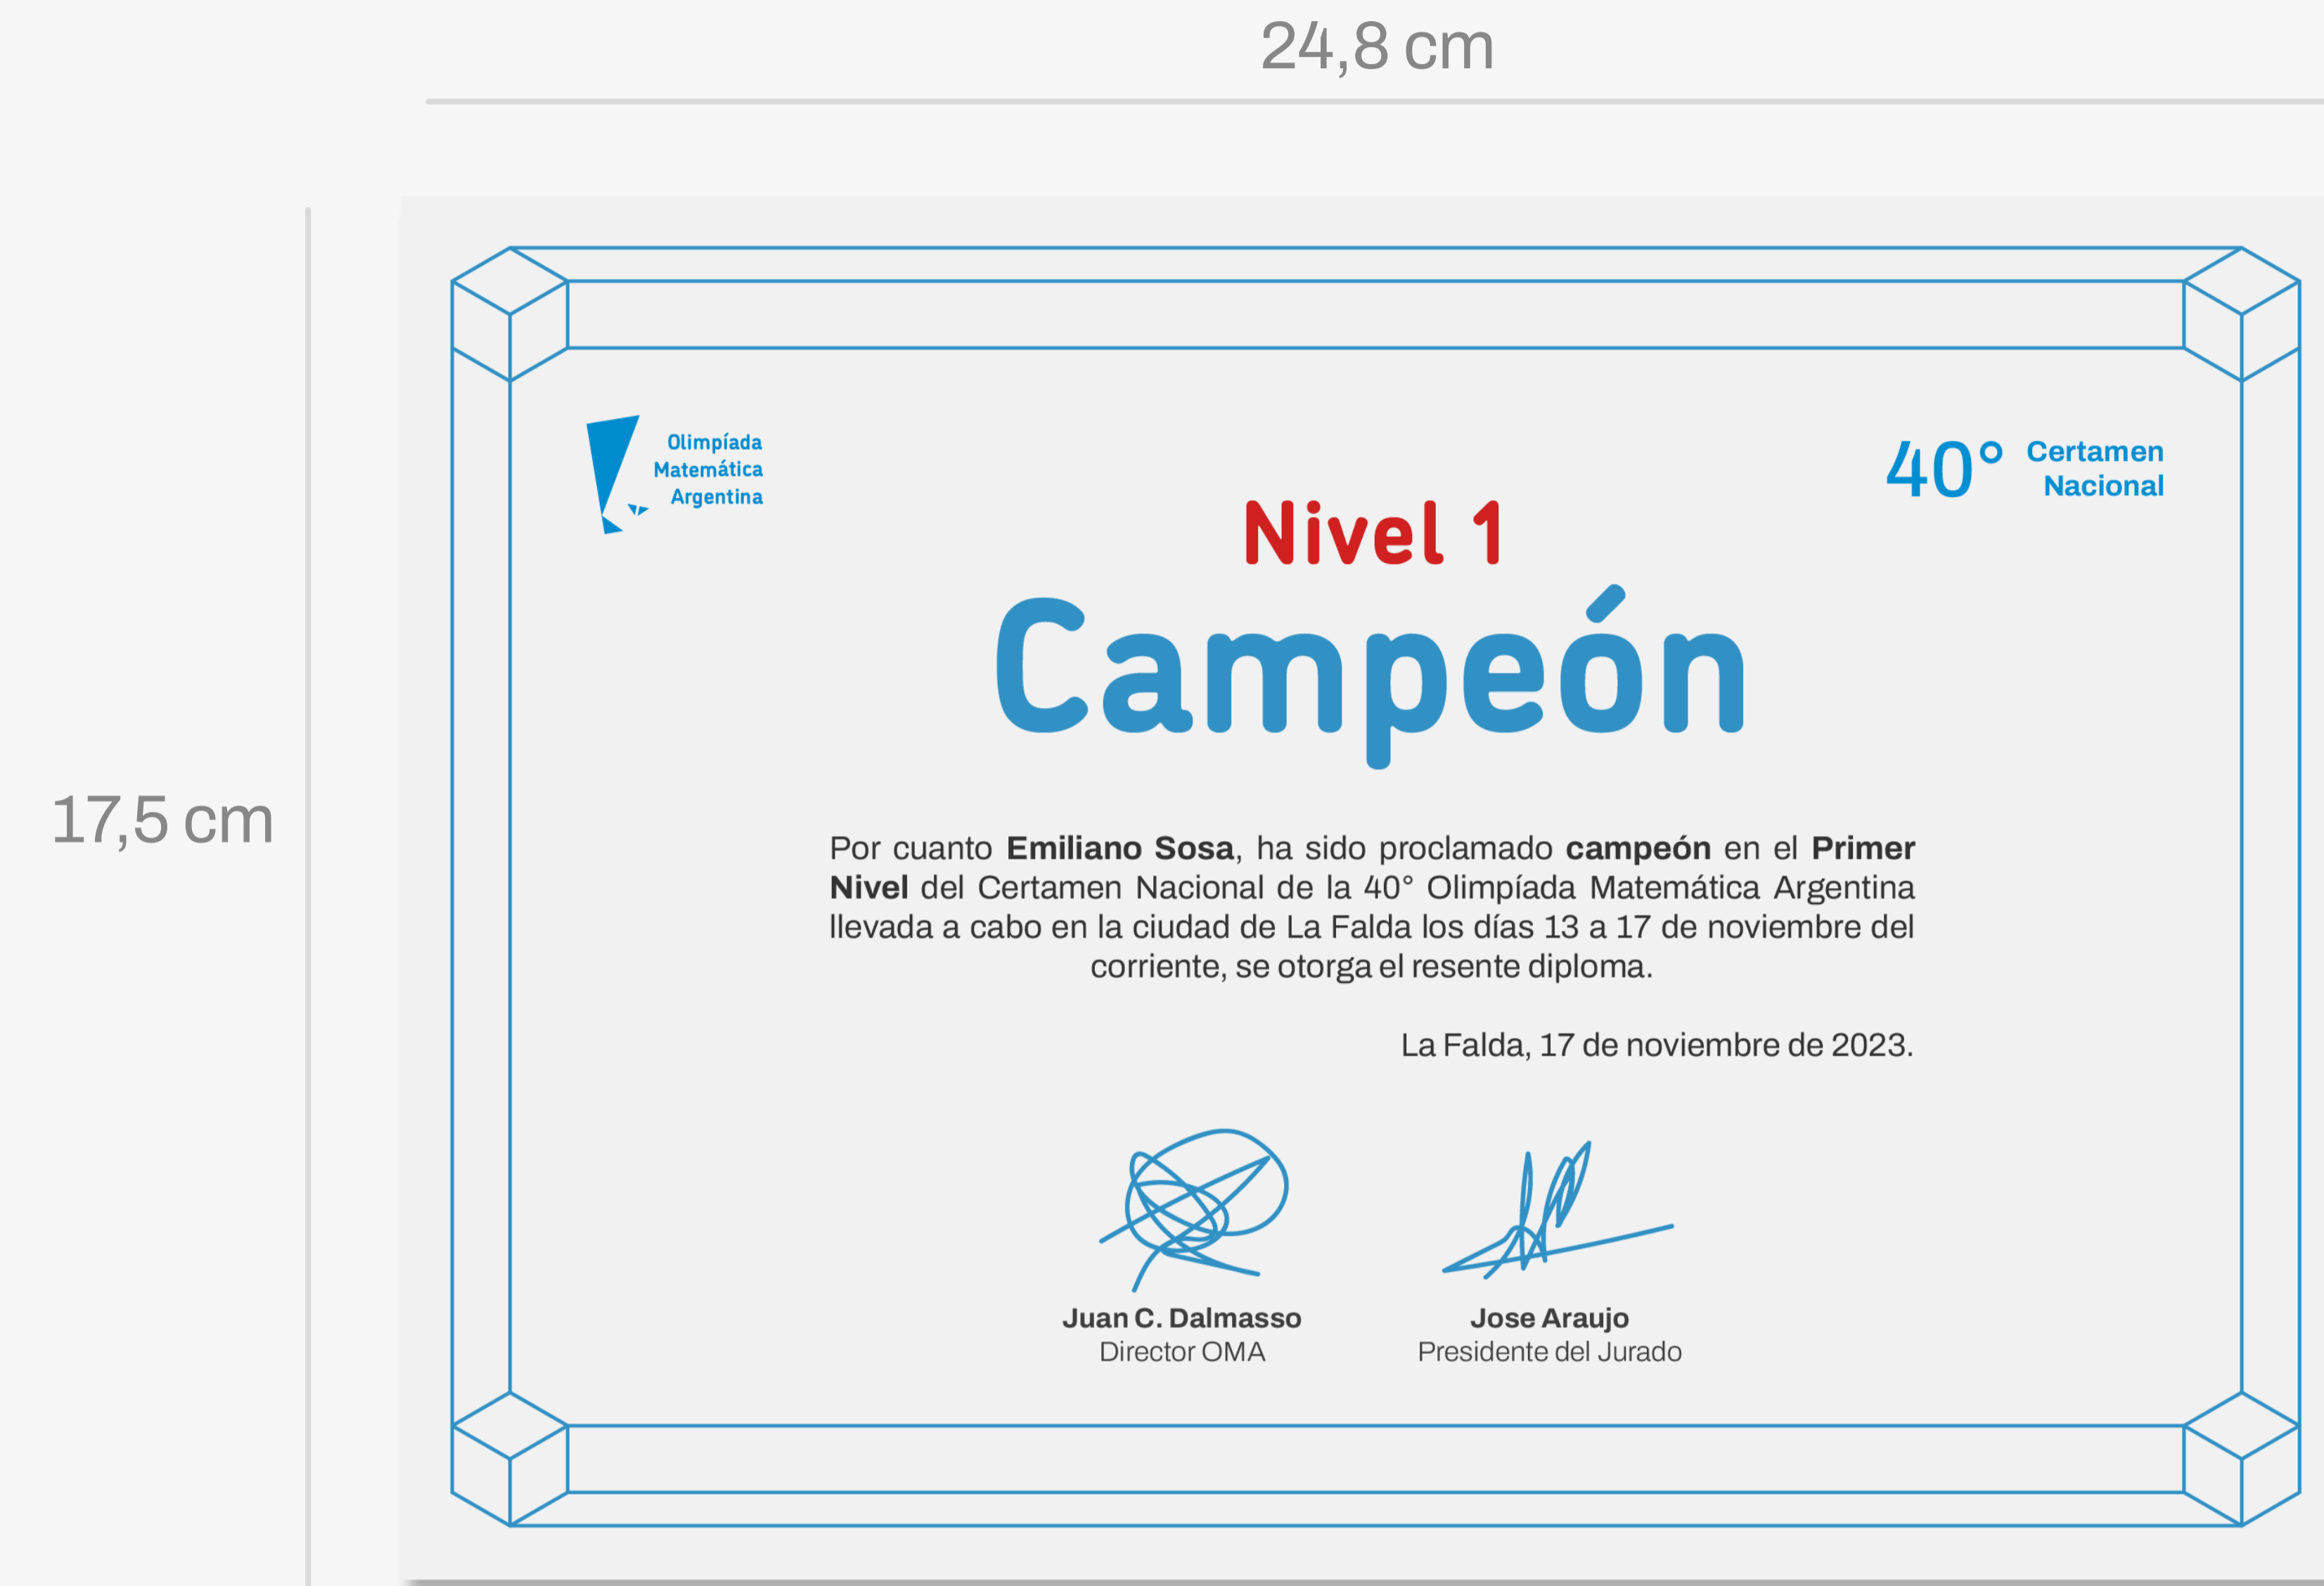 24,8 cm
17,5 cm
Olimpíada
Matemática
Argentina
40° Certamen
Nacional
Nivel 1
Campeón
Por cuanto Emiliano Sosa, ha sido proclamado campeón en el Primer
Nivel del Certamen Nacional de la 40° Olimpíada Matemática Argentina
llevada a cabo en la ciudad de La Falda los días 13 a 17 de noviembre del
corriente, se otorga el resente diploma.
La Falda, 17 de noviembre de 2023.
Juan C. Dalmasso
Director OMA
Jose Araujo
Presidente del Jurado